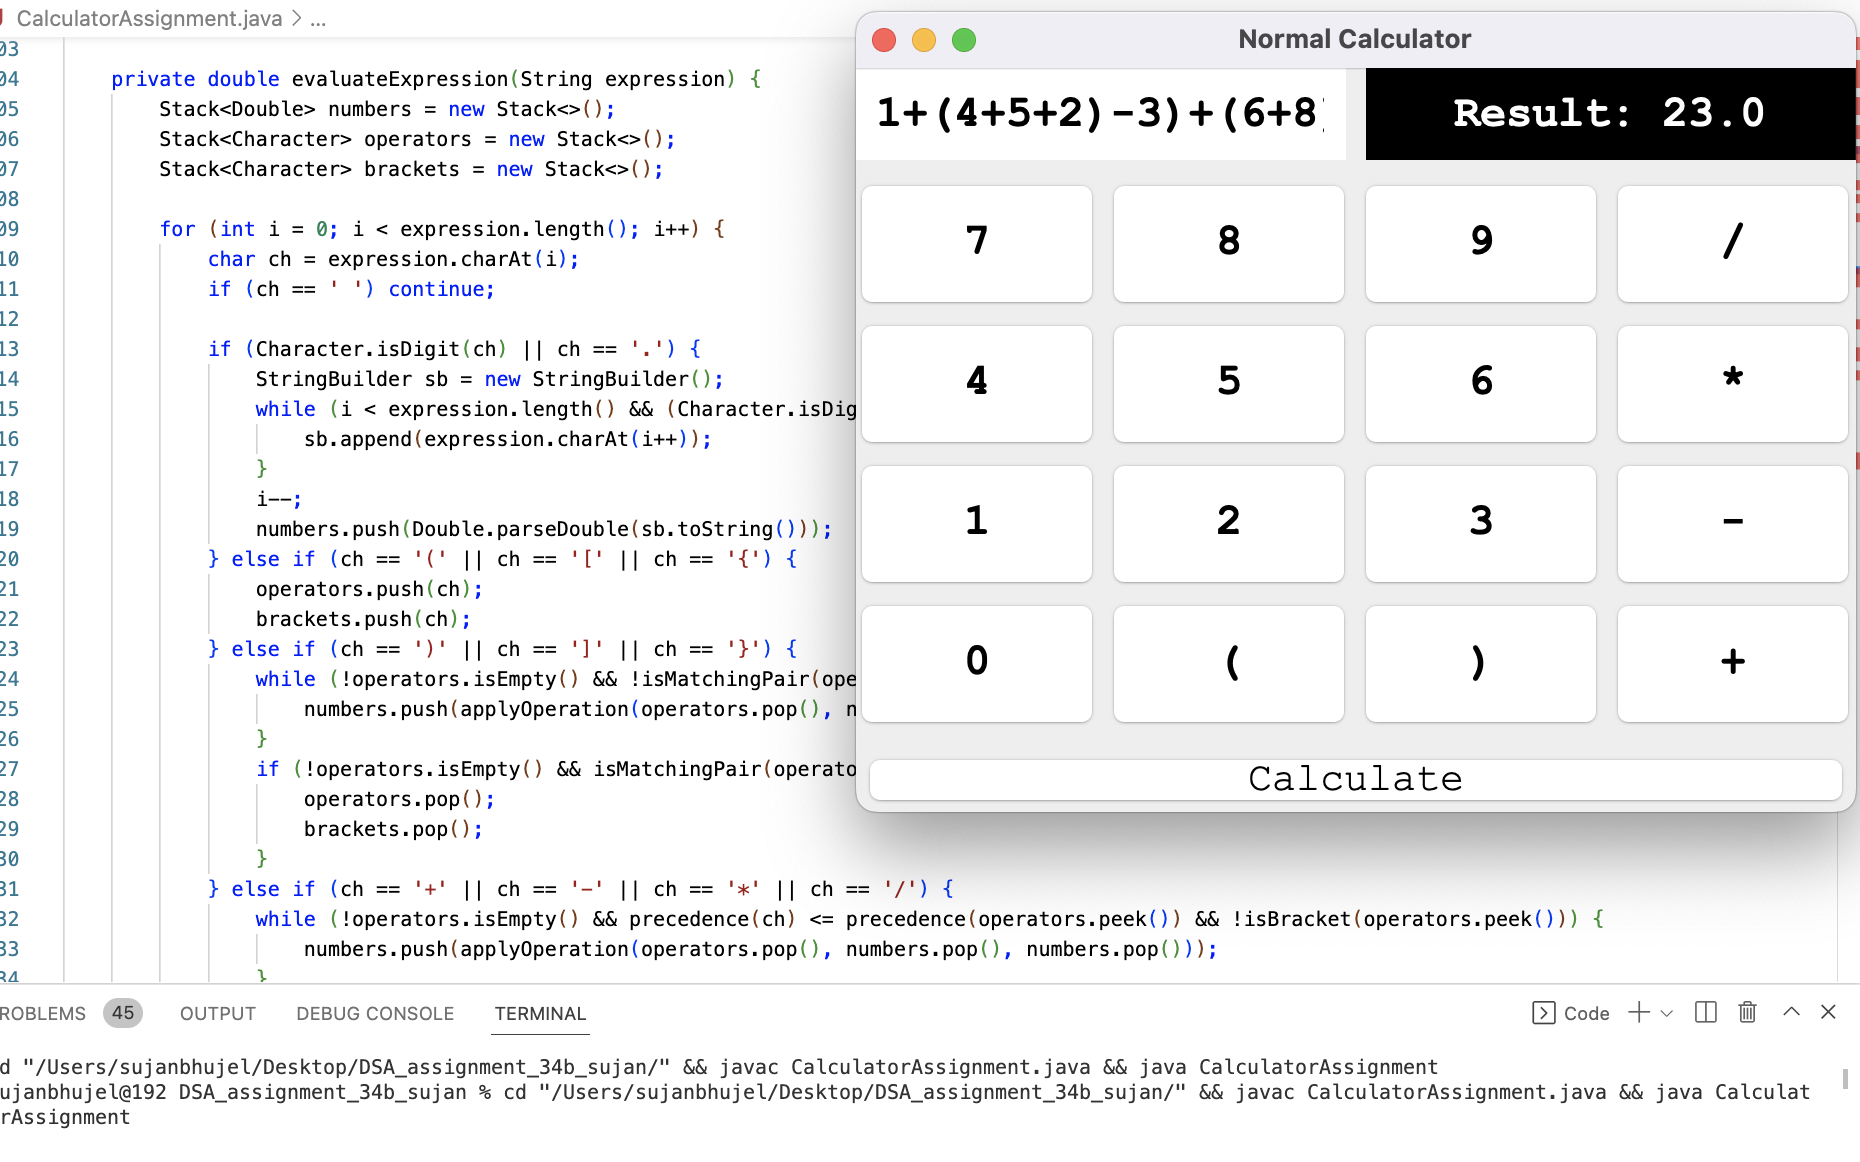 CalculatorAssignment.java > ...
03
04 private double evaluateExpression(String expression) {
05 Stack<Double> numbers = new Stack<>();
06 Stack<Character> operators = new Stack<>();
07 Stack<Character> brackets = new Stack<>();
08
09 for (int i = 0; i < expression.length(); i++) {
10 char ch = expression.charAt(i);
11 if (ch == ' ') continue;
12
13 if (Character.isDigit(ch) || ch == '.') {
14 StringBuilder sb = new StringBuilder();
15 while (i < expression.length() && (Character.isDig
16 sb.append(expression.charAt(i++));
17 }
18 i--;
19 numbers.push(Double.parseDouble(sb.toString()));
20 } else if (ch == '(' || ch == '[' || ch == '{') {
21 operators.push(ch);
22 brackets.push(ch);
23 } else if (ch == ')' || ch == ']' || ch == '}') {
24 while (!operators.isEmpty() && !isMatchingPair(ope
25 numbers.push(applyOperation(operators.pop(), n
26 }
27 if (!operators.isEmpty() && isMatchingPair(operato
28 operators.pop();
29 brackets.pop();
30 }
31 } else if (ch == '+' || ch == '-' || ch == '*' || ch == '/') {
32 while (!operators.isEmpty() && precedence(ch) <= precedence(operators.peek()) && !isBracket(operators.peek())) {
33 numbers.push(applyOperation(operators.pop(), numbers.pop(), numbers.pop()));
34 }
Normal Calculator
1+(4+5+2)-3)+(6+8)
Result: 23.0
7 8 9 /
4 5 6 *
1 2 3 -
0 ( ) +
Calculate
ROBLEMS 45 OUTPUT DEBUG CONSOLE TERMINAL Code
d "/Users/sujanbhujel/Desktop/DSA_assignment_34b_sujan/" && javac CalculatorAssignment.java && java CalculatorAssignment
ujanbhujel@192 DSA_assignment_34b_sujan % cd "/Users/sujanbhujel/Desktop/DSA_assignment_34b_sujan/" && javac CalculatorAssignment.java && java Calculat
rAssignment